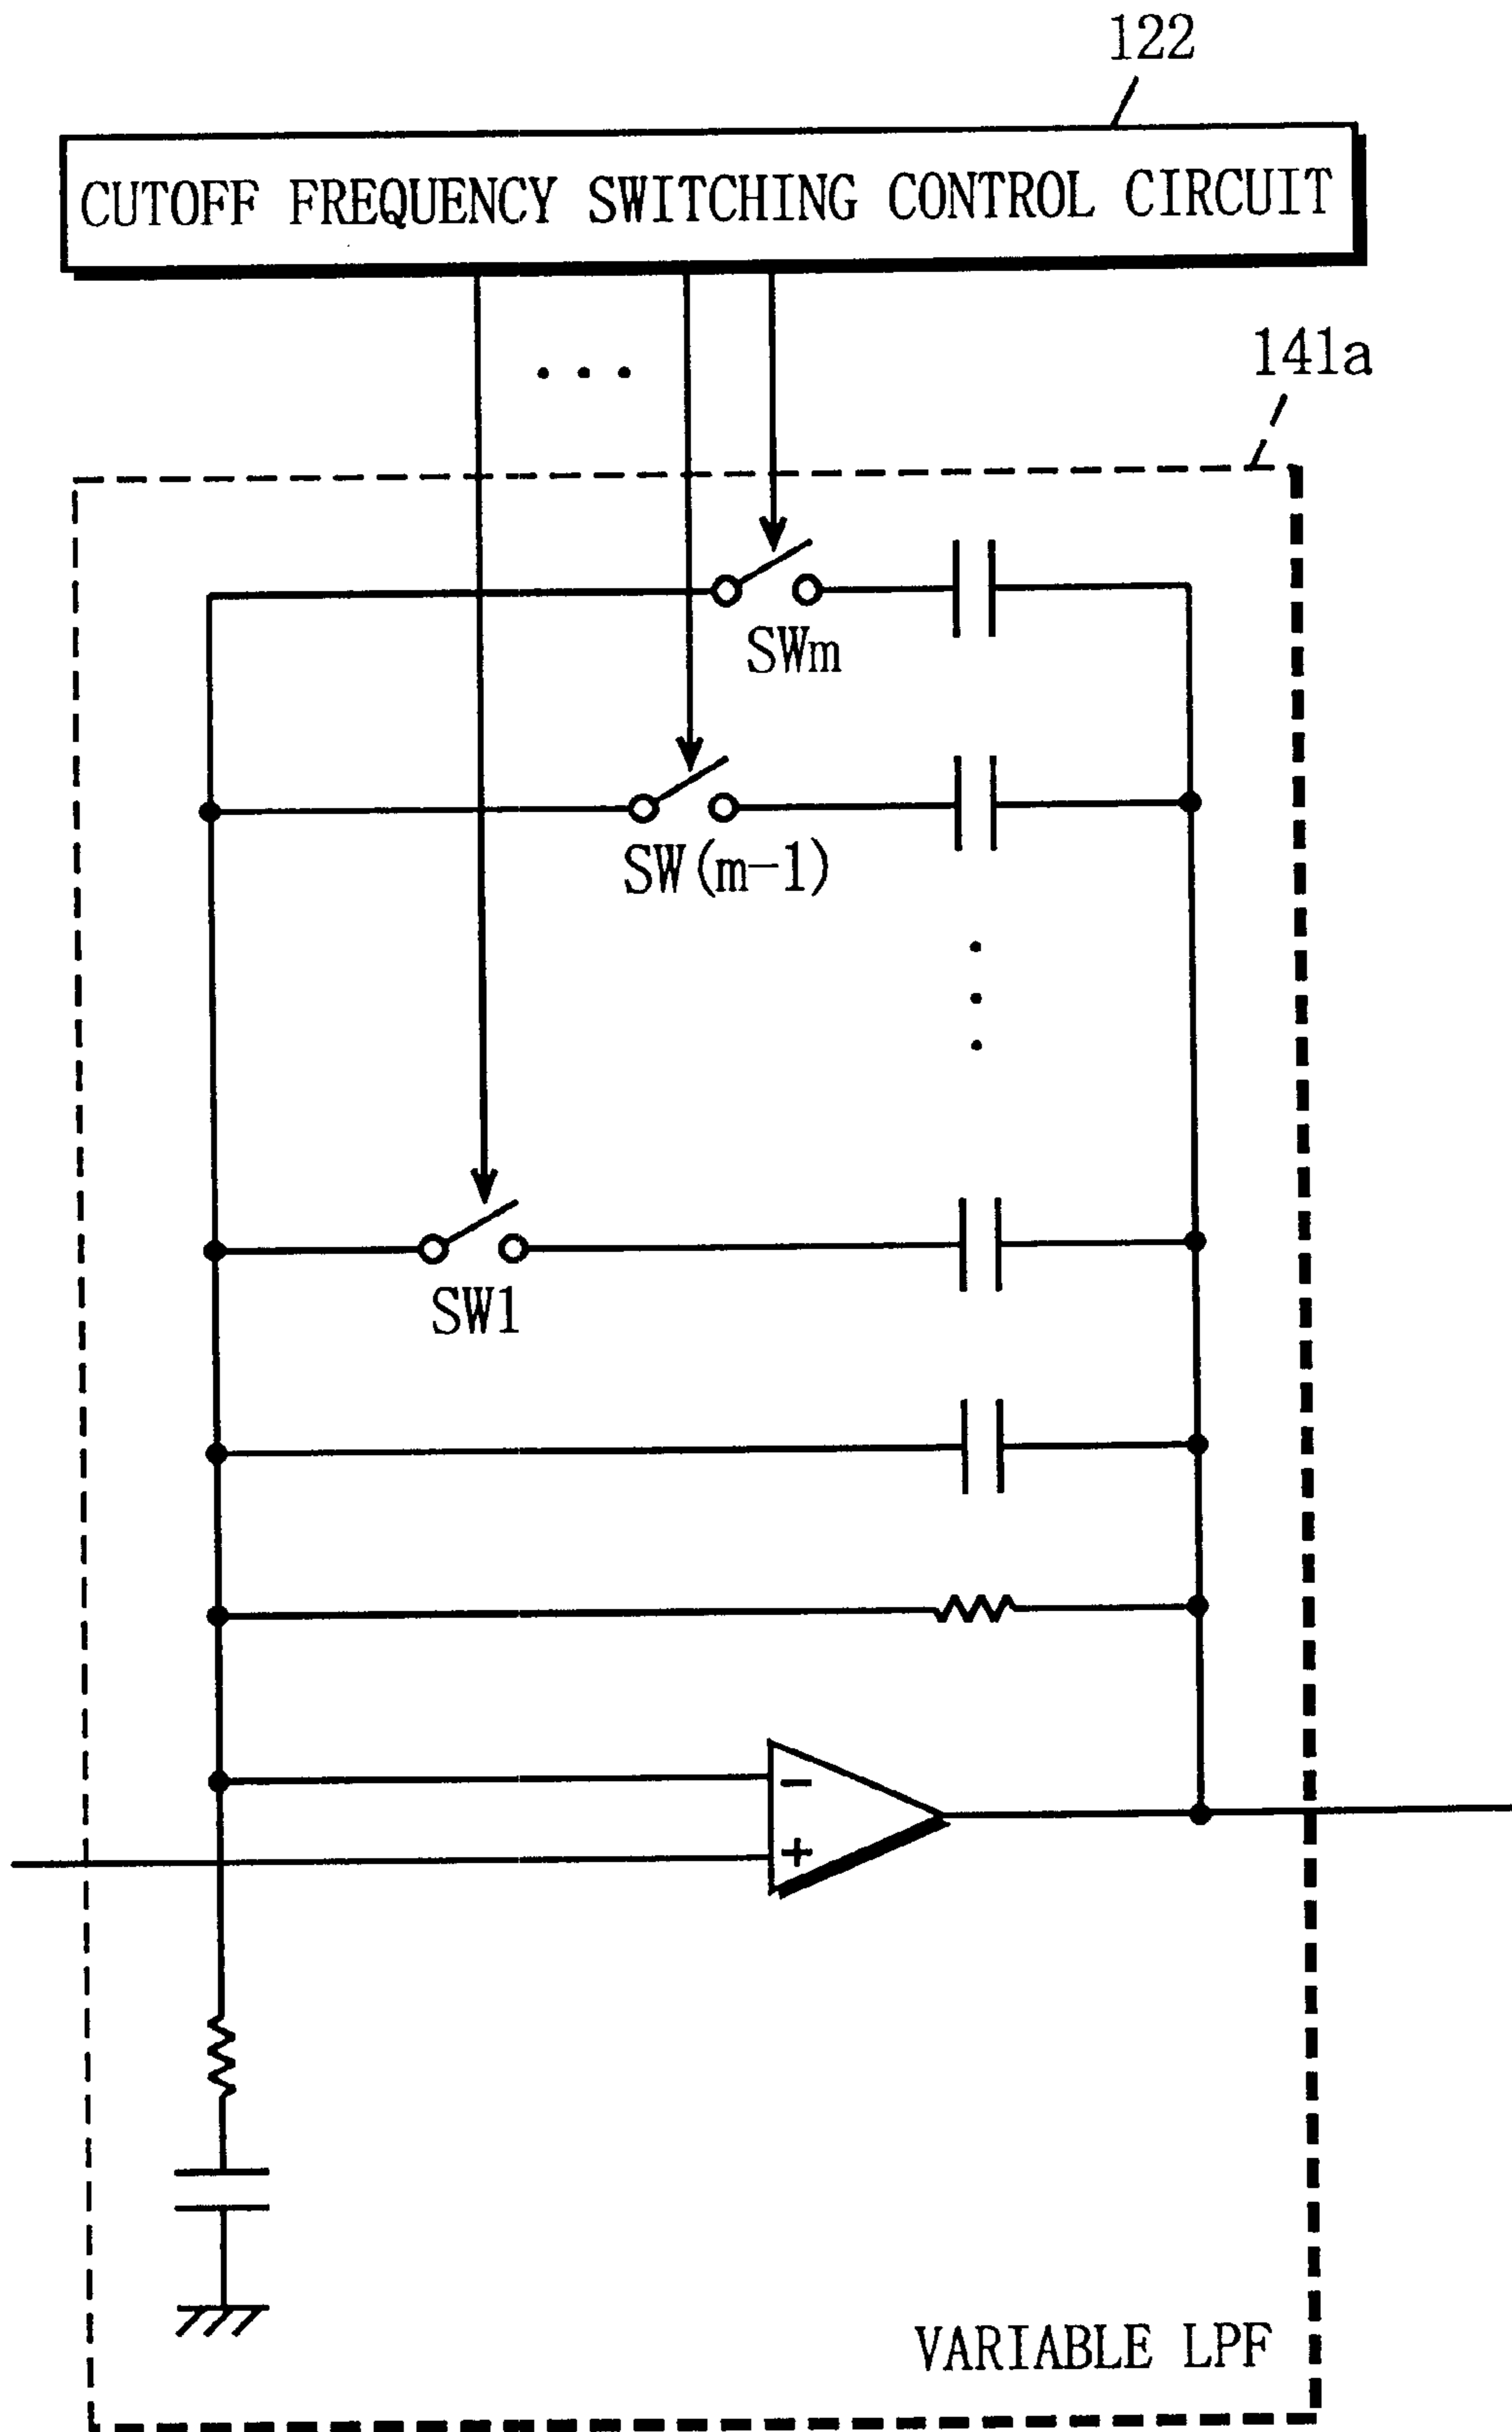 122
CUTOFF FREQUENCY SWITCHING CONTROL CIRCUIT
141a
SWm
SW(m-1)
SW1
−
+
VARIABLE LPF